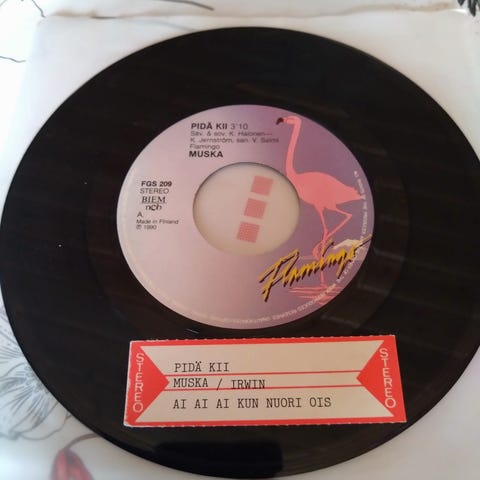 PIDÄ KII 3'10
Säv. & sov. K. Halonen—
K. Jernström, san. V. Salmi
Flamingo
MUSKA
FGS 209
STEREO
BIEM
ncb
A.
Made in Finland
℗ 1990
Flamingo
STEREO
PIDÄ KII
MUSKA / IRWIN
AI AI AI KUN NUORI OIS
STEREO